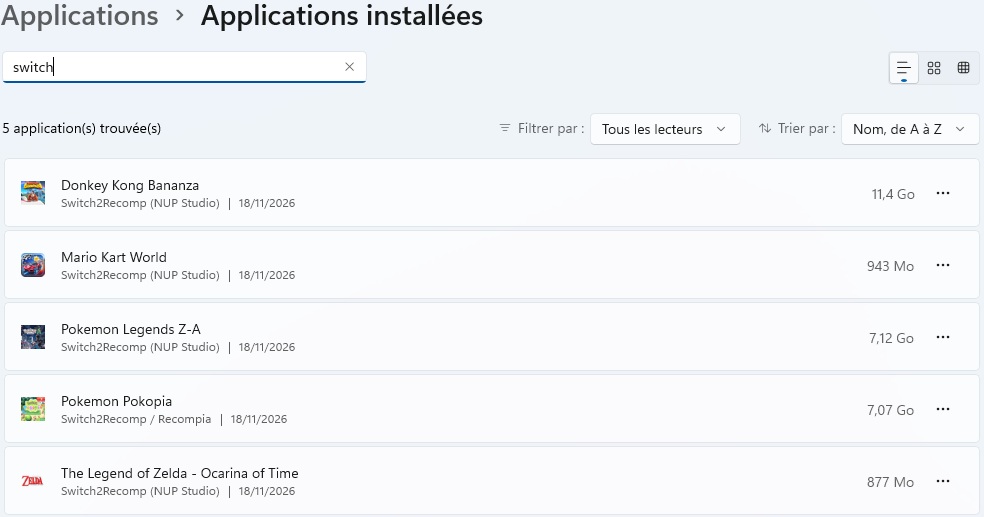 Applications > Applications installées
switch
5 application(s) trouvée(s)
Filtrer par : Tous les lecteurs
Trier par : Nom, de A à Z
Donkey Kong Bananza
Switch2Recomp (NUP Studio) | 18/11/2026
11,4 Go
Mario Kart World
Switch2Recomp (NUP Studio) | 18/11/2026
943 Mo
Pokemon Legends Z-A
Switch2Recomp (NUP Studio) | 18/11/2026
7,12 Go
Pokemon Pokopia
Switch2Recomp / Recompia | 18/11/2026
7,07 Go
ZELDA
The Legend of Zelda - Ocarina of Time
Switch2Recomp (NUP Studio) | 18/11/2026
877 Mo